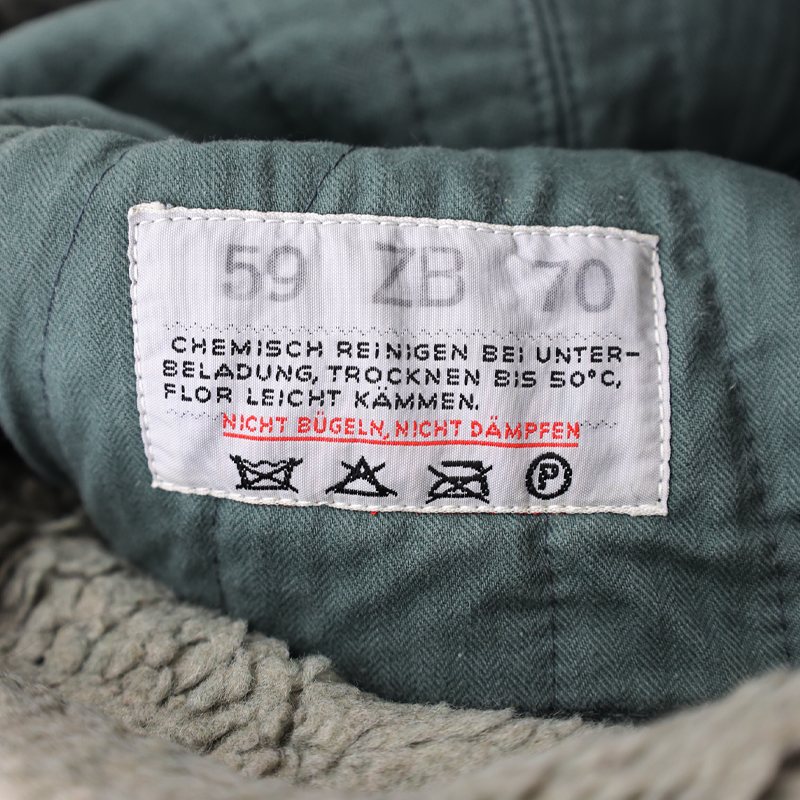 59 ZB 70
CHEMISCH REINIGEN BEI UNTER-
BELADUNG, TROCKNEN BIS 50°C,
FLOR LEICHT KÄMMEN.
NICHT BÜGELN, NICHT DÄMPFEN
P